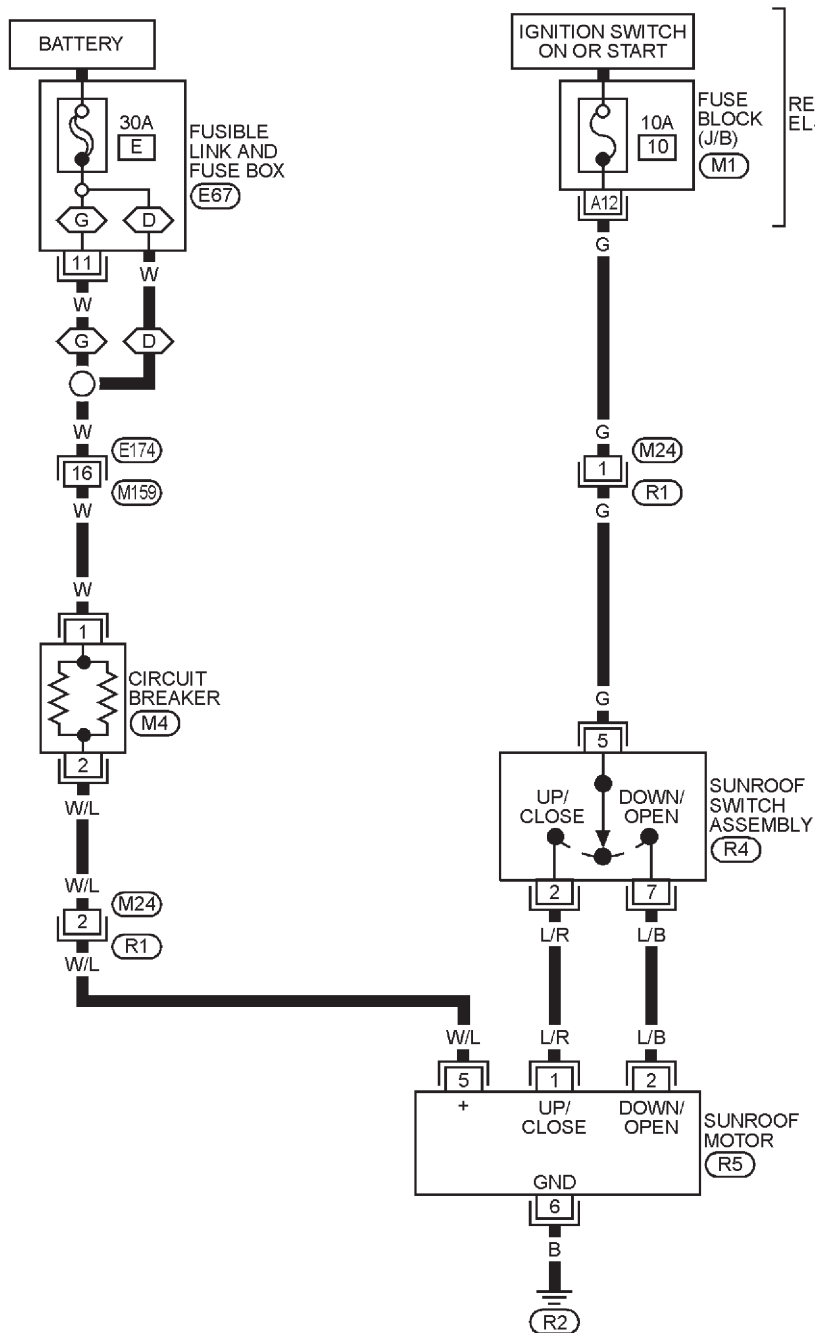 BATTERY
30A
E
FUSIBLE
LINK AND
FUSE BOX
E67
G
D
11
W
W
G
D
W
E174
16
M159
W
W
1
CIRCUIT
BREAKER
M4
2
W/L
W/L
M24
2
R1
W/L
W/L
IGNITION SWITCH
ON OR START
10A
10
FUSE
BLOCK
(J/B)
M1
RE
EL-
A12
G
G
M24
1
R1
G
G
5
UP/
CLOSE
DOWN/
OPEN
SUNROOF
SWITCH
ASSEMBLY
R4
2
7
L/R
L/B
L/R
L/B
5
1
2
+
UP/
CLOSE
DOWN/
OPEN
SUNROOF
MOTOR
R5
GND
6
B
R2